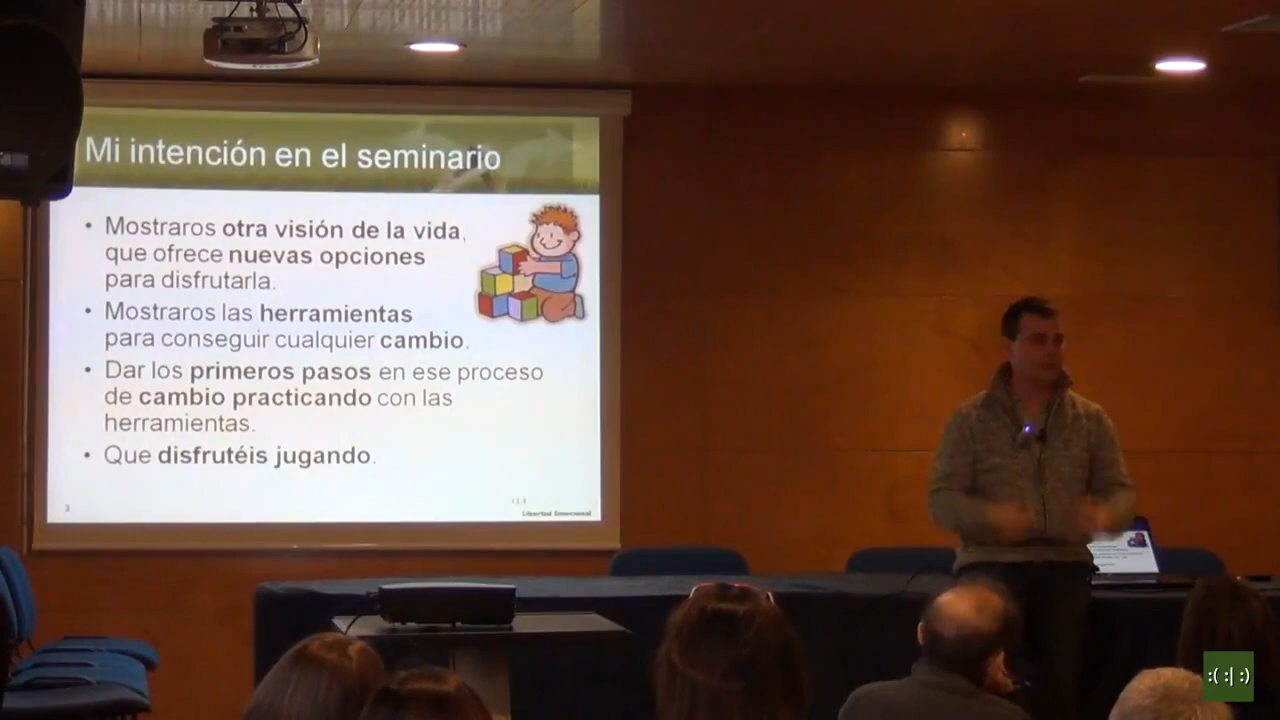 Mi intención en el seminario
• Mostraros otra visión de la vida,
que ofrece nuevas opciones
para disfrutarla.
• Mostraros las herramientas
para conseguir cualquier cambio.
• Dar los primeros pasos en ese proceso
de cambio practicando con las
herramientas.
• Que disfrutéis jugando.
3
Libertad Emocional
:( :| :)